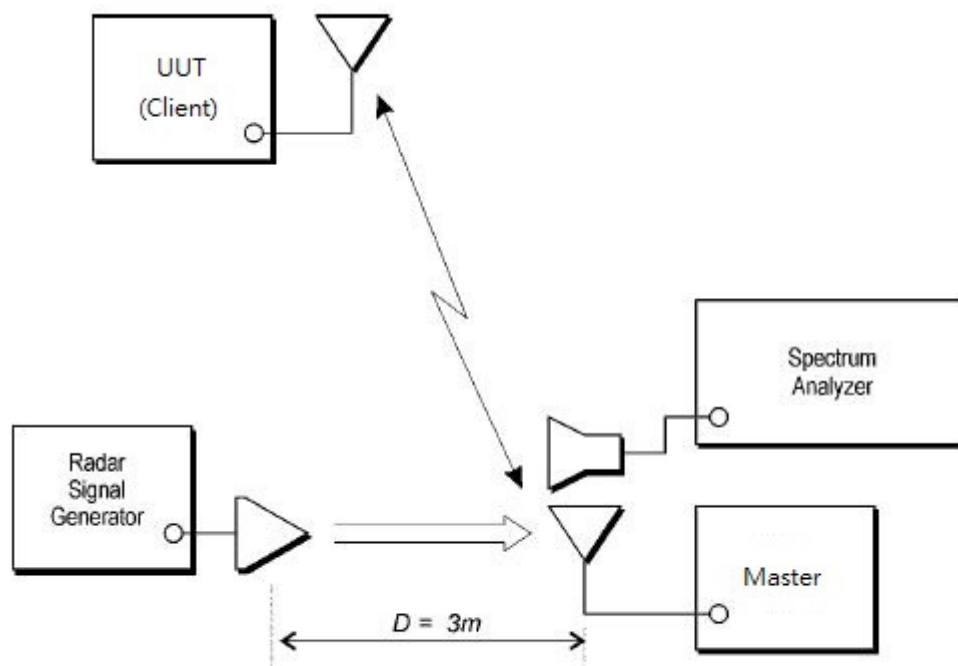 UUT
(Client)
Spectrum
Analyzer
Radar
Signal
Generator
Master
D = 3m